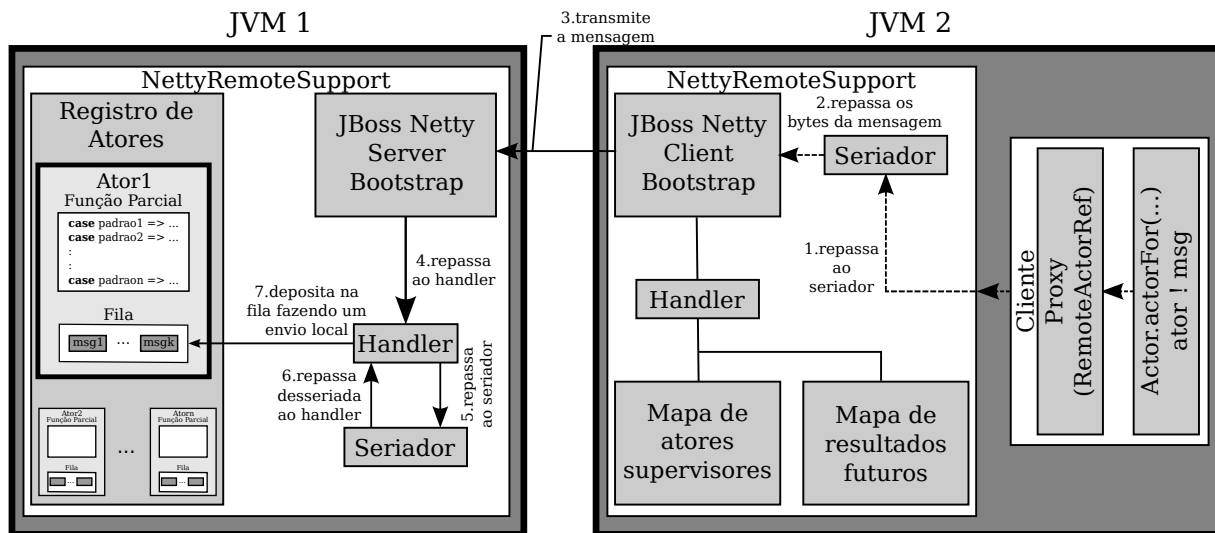 JVM 1
NettyRemoteSupport
Registro de
Atores
Ator1
Função Parcial
case padrao1 => ...
case padrao2 => ...
:
:
case padraon => ...
Fila
msg1 ... msgk
Ator2
Função Parcial
Fila
...
...
Atorn
Função Parcial
Fila
...
JBoss Netty
Server
Bootstrap
4.repassa
ao handler
7.deposita na
fila fazendo um
envio local
Handler
6.repassa
desseriada
ao handler
5.repassa
ao seriador
Seriador
3.transmite
a mensagem
JVM 2
NettyRemoteSupport
JBoss Netty
Client
Bootstrap
2.repassa os
bytes da mensagem
Seriador
1.repassa
ao
seriador
Handler
Mapa de
atores
supervisores
Mapa de
resultados
futuros
Cliente
Proxy
(RemoteActorRef)
Actor.actorFor(...)
ator ! msg